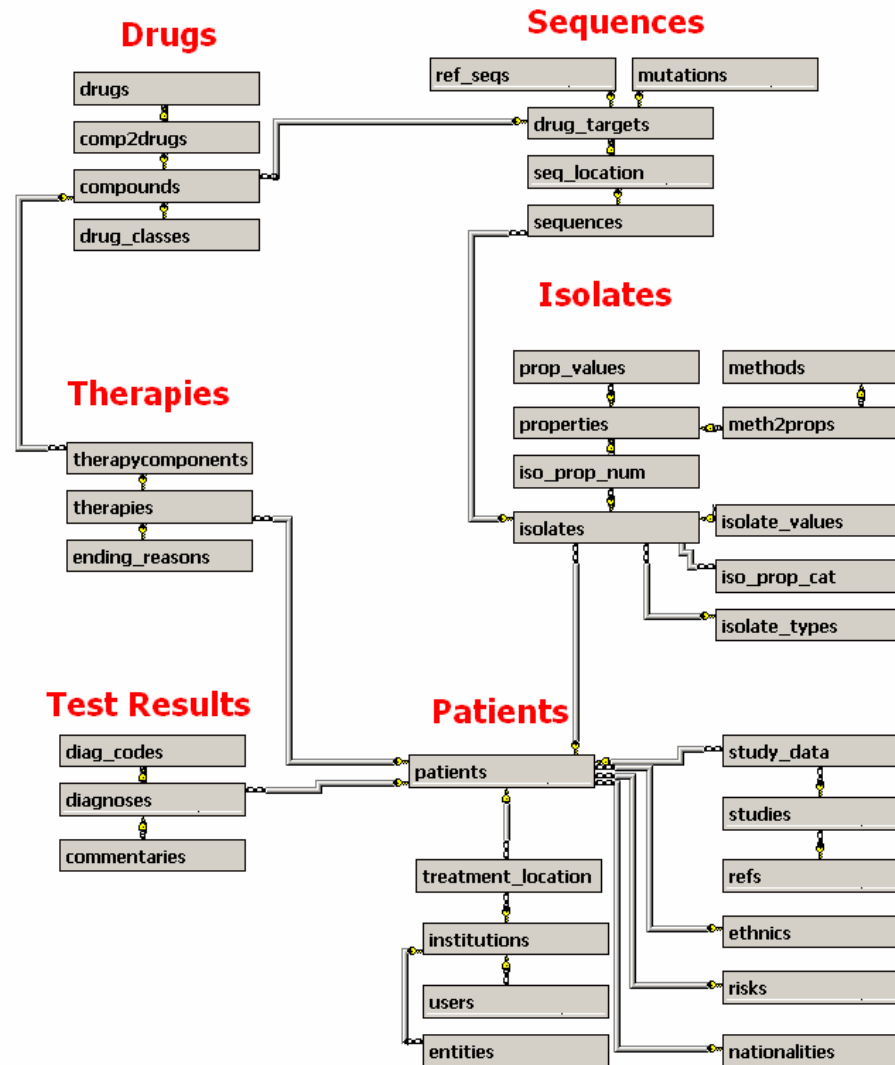 Drugs
drugs
comp2drugs
compounds
drug_classes
Sequences
ref_seqs
mutations
drug_targets
seq_location
sequences
Isolates
prop_values
methods
properties
meth2props
iso_prop_num
isolates
isolate_values
iso_prop_cat
isolate_types
Therapies
therapycomponents
therapies
ending_reasons
Test Results
diag_codes
diagnoses
commentaries
Patients
patients
study_data
studies
refs
treatment_location
institutions
users
entities
ethnics
risks
nationalities